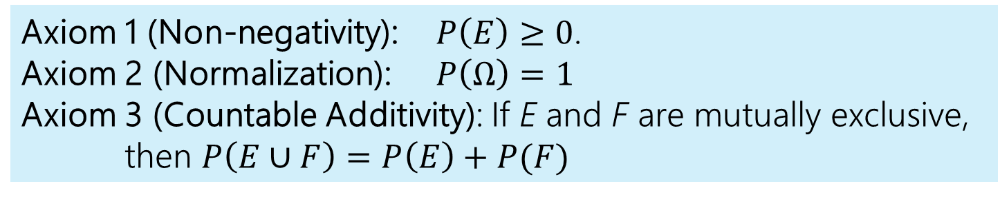 Axiom 1 (Non-negativity): P(E) ≥ 0.
Axiom 2 (Normalization): P(Ω) = 1
Axiom 3 (Countable Additivity): If E and F are mutually exclusive,
then P(E ∪ F) = P(E) + P(F)